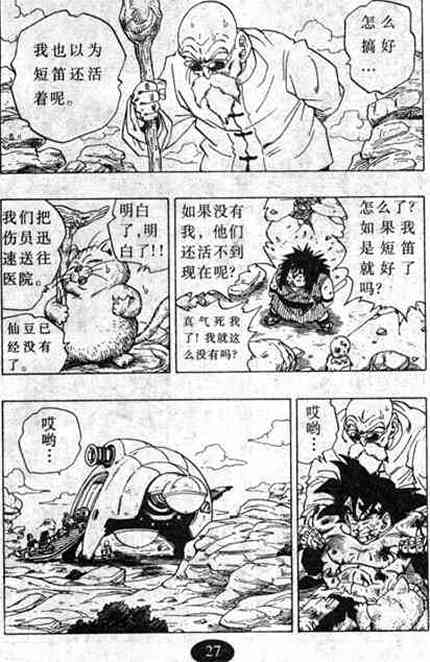 怎么
搞好
…
我也以为
短笛还活
着呢。
怎么了?
如果我
是短笛
就好了
吗?
如果没有
我，他们
还活不到
现在呢?
真气死我
了!我就这
么没有吗?
明白
了,明
白了!!
我们把
伤员迅
速送往
医院。
仙豆已
经没有
了。
哎哟…
哎哟…
27